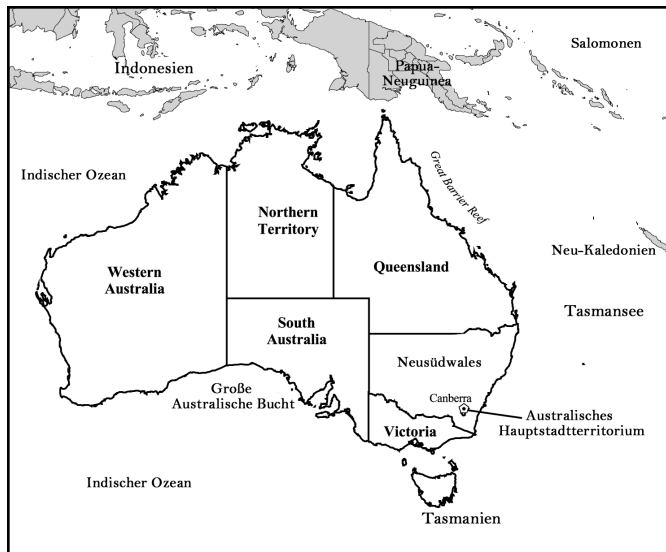 Salomonen
Indonesien
Papua-
Neuguinea
Great Barrier Reef
Indischer Ozean
Northern
Territory
Neu-Kaledonien
Western
Australia
Queensland
Tasmansee
South
Australia
Neusüdwales
Große
Australische Bucht
Canberra
Australisches
Hauptstadtterritorium
Victoria
Indischer Ozean
Tasmanien